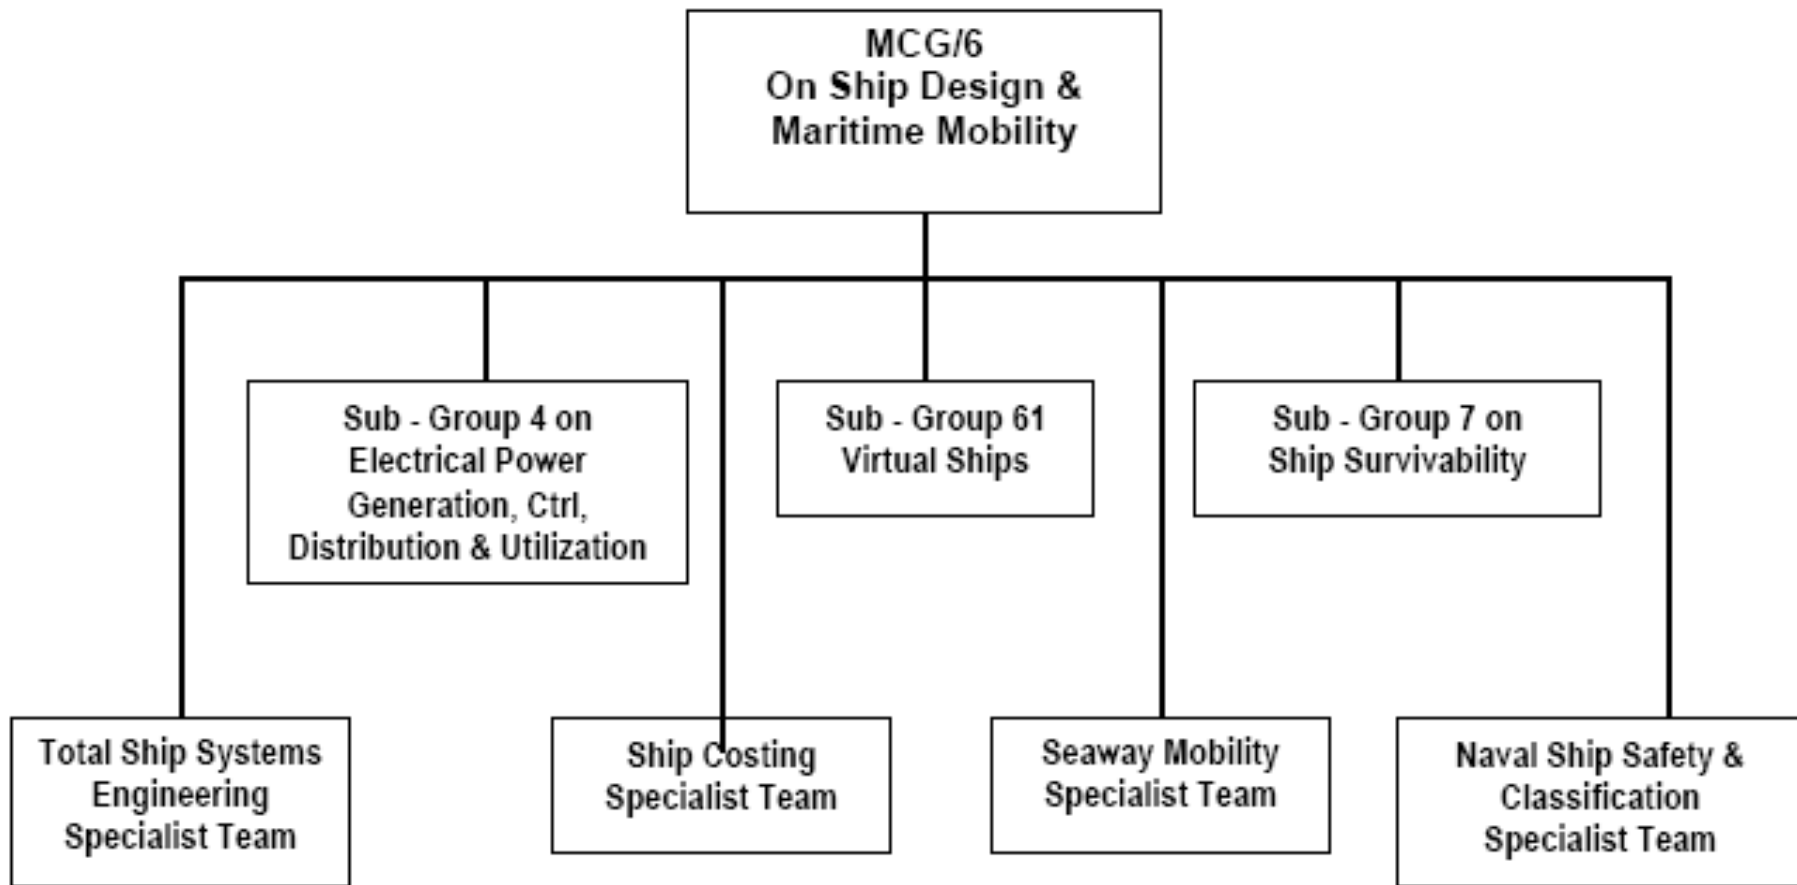 MCG/6
On Ship Design &
Maritime Mobility
Sub - Group 4 on
Electrical Power
Generation, Ctrl,
Distribution & Utilization
Sub - Group 61
Virtual Ships
Sub - Group 7 on
Ship Survivability
Total Ship Systems
Engineering
Specialist Team
Ship Costing
Specialist Team
Seaway Mobility
Specialist Team
Naval Ship Safety &
Classification
Specialist Team